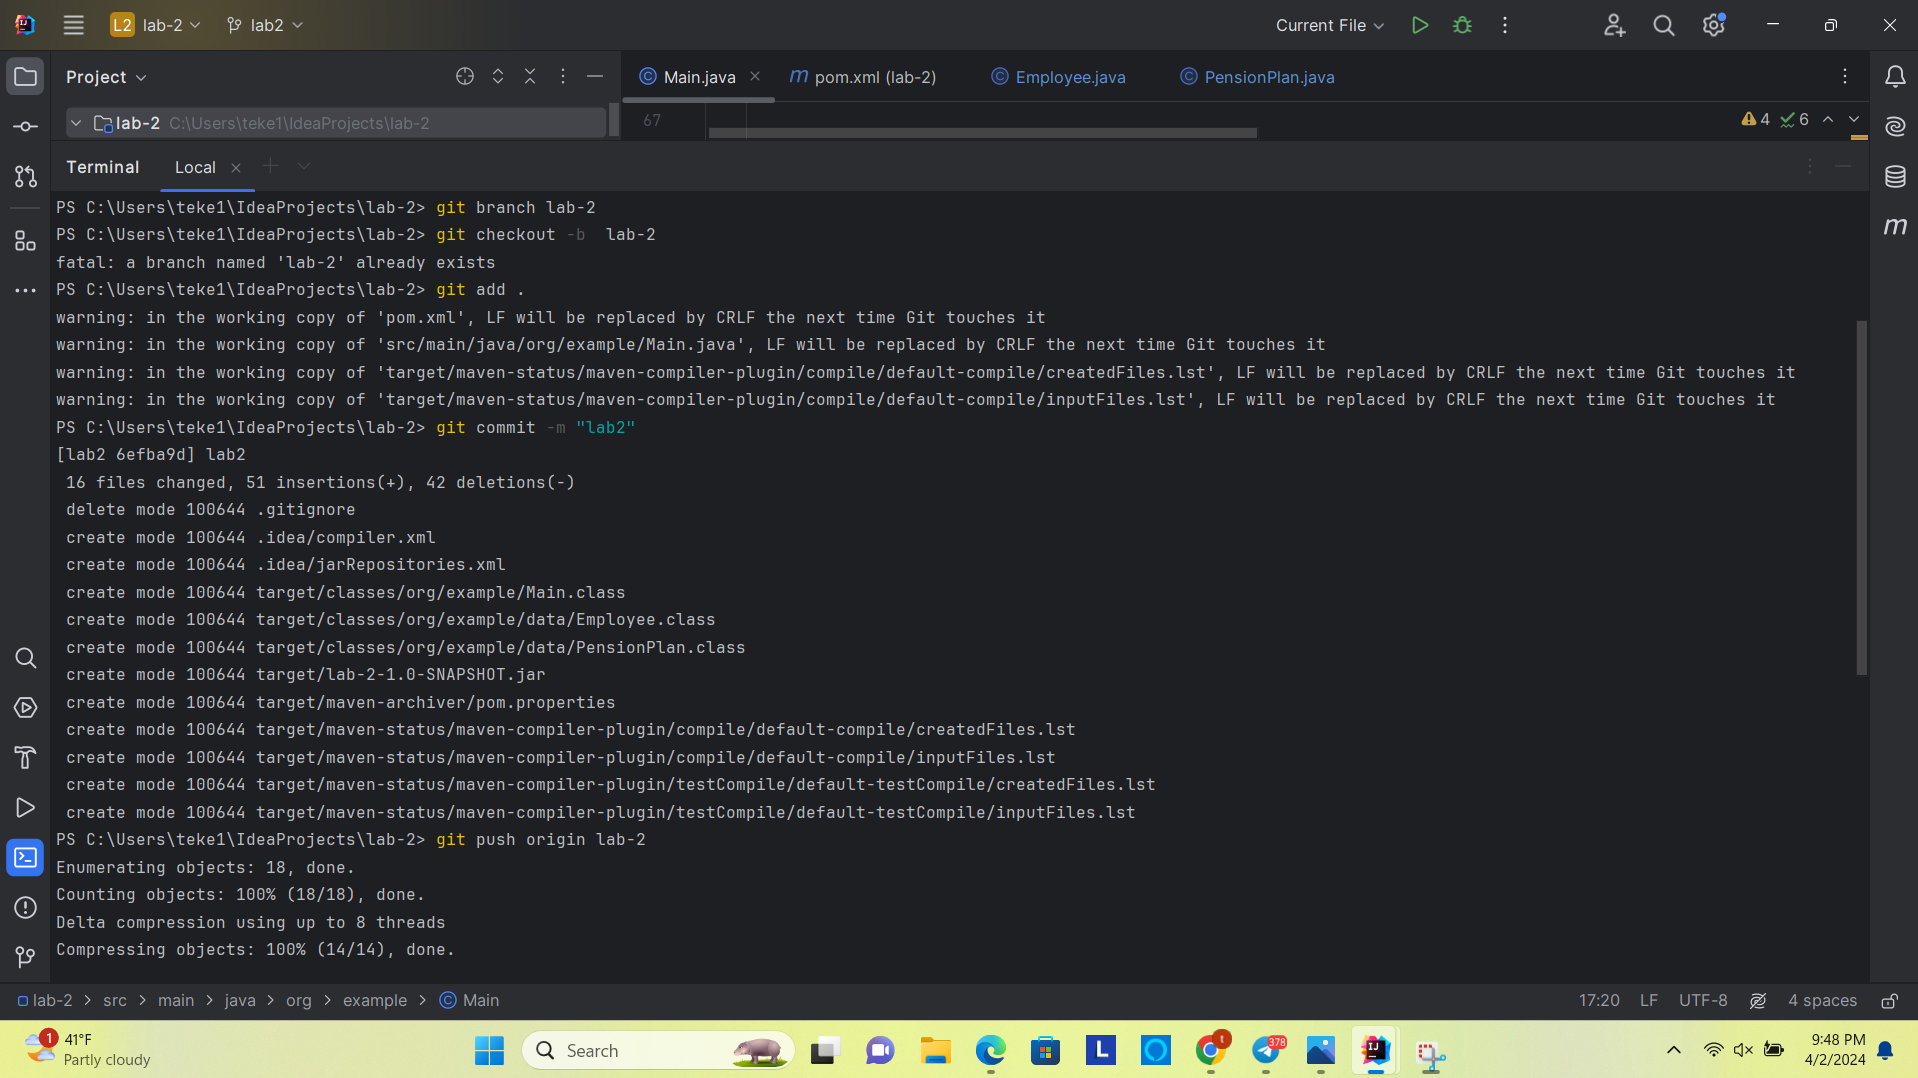 L2 lab-2 lab2 Current File
Project
Main.java pom.xml (lab-2) Employee.java PensionPlan.java
lab-2 C:\Users\teke1\IdeaProjects\lab-2
67
4 6
Terminal Local
PS C:\Users\teke1\IdeaProjects\lab-2> git branch lab-2
PS C:\Users\teke1\IdeaProjects\lab-2> git checkout -b  lab-2
fatal: a branch named 'lab-2' already exists
PS C:\Users\teke1\IdeaProjects\lab-2> git add .
warning: in the working copy of 'pom.xml', LF will be replaced by CRLF the next time Git touches it
warning: in the working copy of 'src/main/java/org/example/Main.java', LF will be replaced by CRLF the next time Git touches it
warning: in the working copy of 'target/maven-status/maven-compiler-plugin/compile/default-compile/createdFiles.lst', LF will be replaced by CRLF the next time Git touches it
warning: in the working copy of 'target/maven-status/maven-compiler-plugin/compile/default-compile/inputFiles.lst', LF will be replaced by CRLF the next time Git touches it
PS C:\Users\teke1\IdeaProjects\lab-2> git commit -m "lab2"
[lab2 6efba9d] lab2
 16 files changed, 51 insertions(+), 42 deletions(-)
 delete mode 100644 .gitignore
 create mode 100644 .idea/compiler.xml
 create mode 100644 .idea/jarRepositories.xml
 create mode 100644 target/classes/org/example/Main.class
 create mode 100644 target/classes/org/example/data/Employee.class
 create mode 100644 target/classes/org/example/data/PensionPlan.class
 create mode 100644 target/lab-2-1.0-SNAPSHOT.jar
 create mode 100644 target/maven-archiver/pom.properties
 create mode 100644 target/maven-status/maven-compiler-plugin/compile/default-compile/createdFiles.lst
 create mode 100644 target/maven-status/maven-compiler-plugin/compile/default-compile/inputFiles.lst
 create mode 100644 target/maven-status/maven-compiler-plugin/testCompile/default-testCompile/createdFiles.lst
 create mode 100644 target/maven-status/maven-compiler-plugin/testCompile/default-testCompile/inputFiles.lst
PS C:\Users\teke1\IdeaProjects\lab-2> git push origin lab-2
Enumerating objects: 18, done.
Counting objects: 100% (18/18), done.
Delta compression using up to 8 threads
Compressing objects: 100% (14/14), done.
lab-2 > src > main > java > org > example > Main 17:20 LF UTF-8 4 spaces
1 41°F
Partly cloudy
Search
378
9:48 PM
4/2/2024